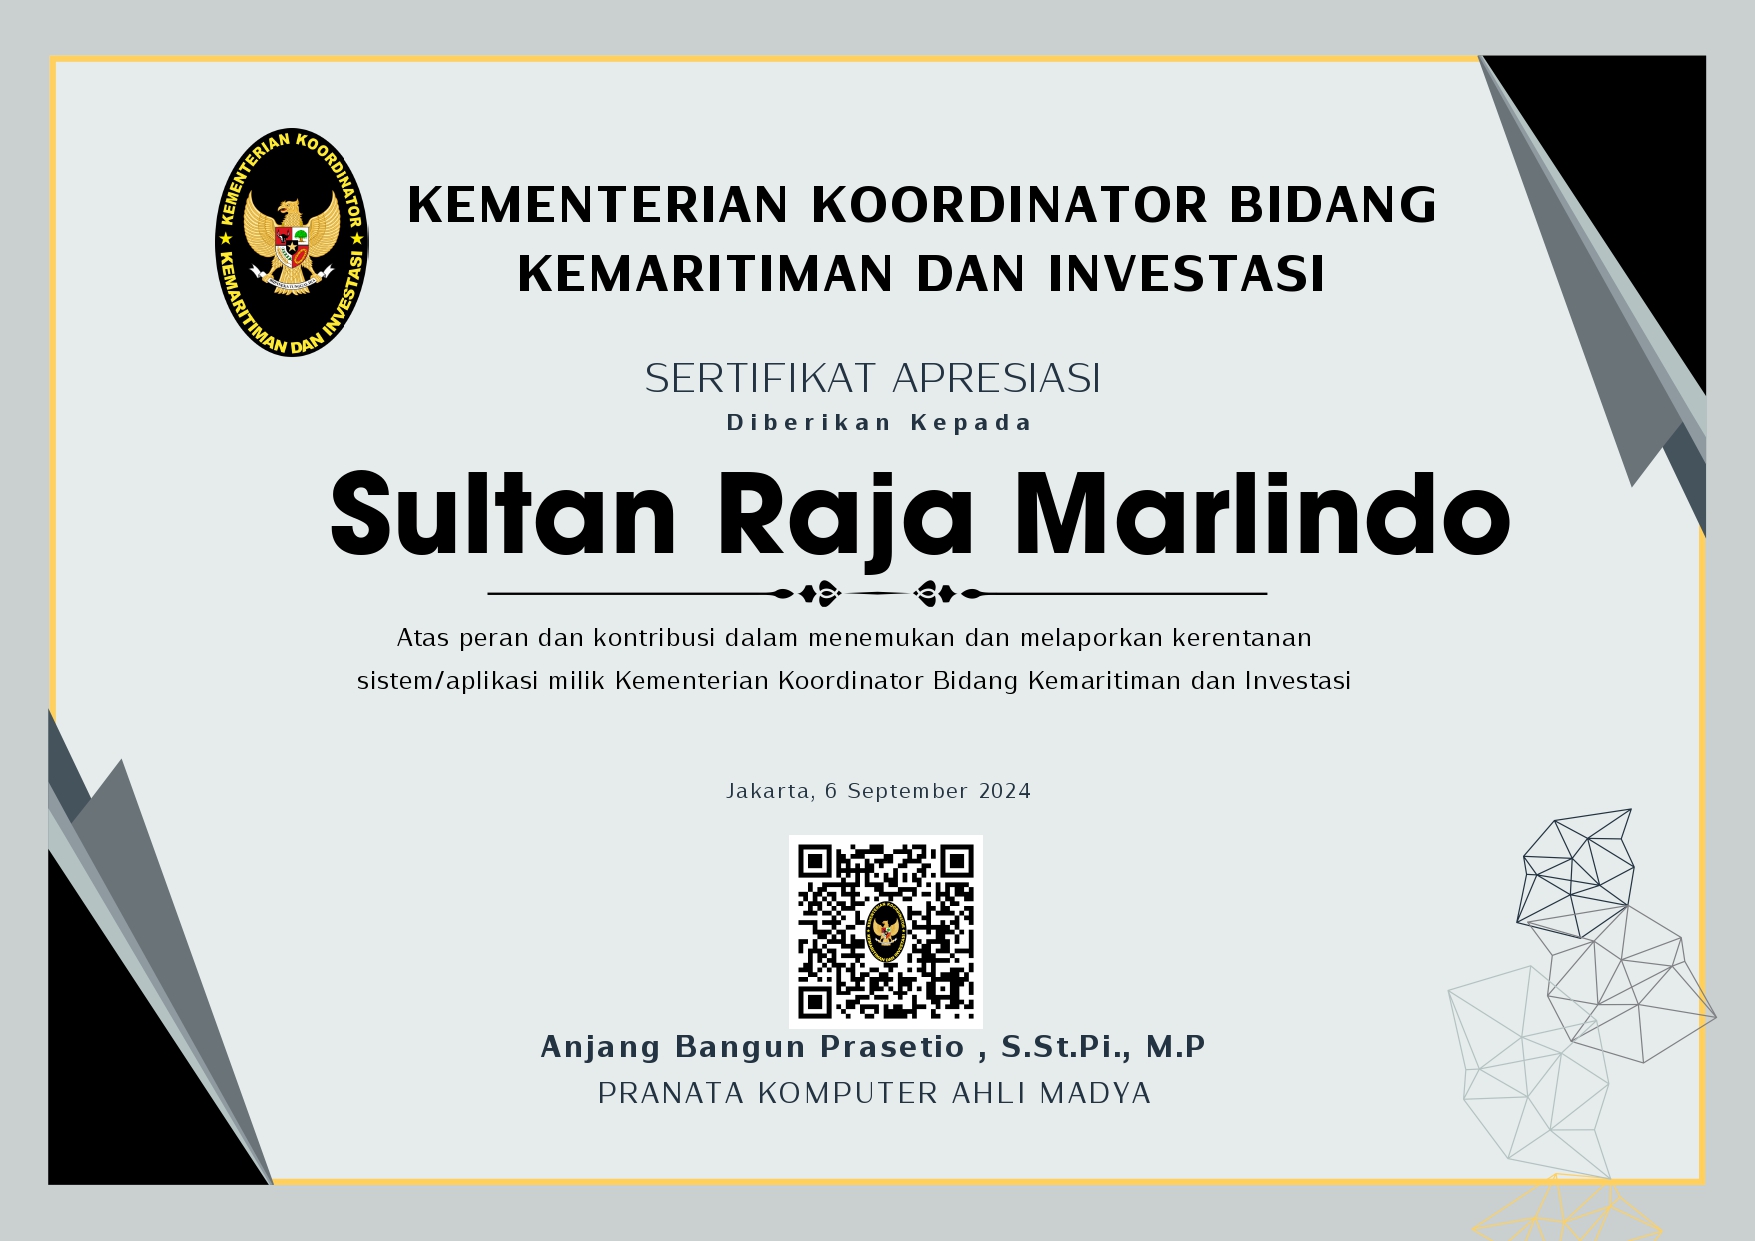 KEMENTERIAN KOORDINATOR
KEMARITIMAN DAN INVESTASI
KEMENTERIAN KOORDINATOR BIDANG
KEMARITIMAN DAN INVESTASI
SERTIFIKAT APRESIASI
Diberikan Kepada
Sultan Raja Marlindo
Atas peran dan kontribusi dalam menemukan dan melaporkan kerentanan
sistem/aplikasi milik Kementerian Koordinator Bidang Kemaritiman dan Investasi
Jakarta, 6 September 2024
Anjang Bangun Prasetio , S.St.Pi., M.P
PRANATA KOMPUTER AHLI MADYA